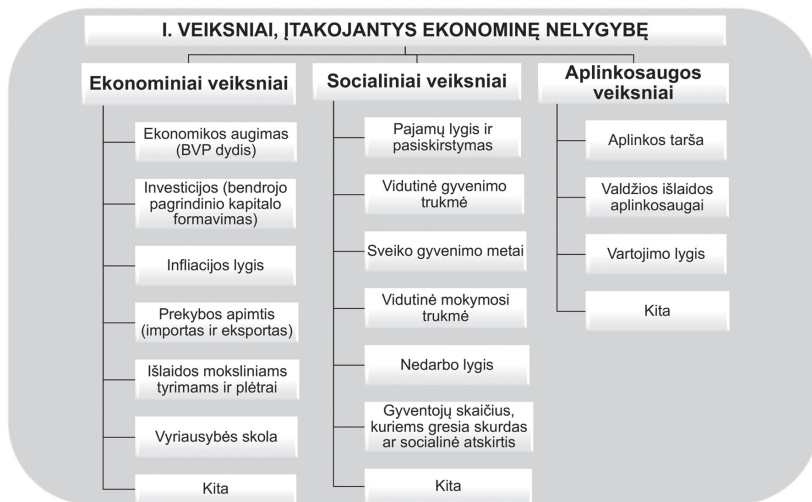 I. VEIKSNIAI, ĮTAKOJANTYS EKONOMINĘ NELYGYBĘ
Ekonominiai veiksniai
Ekonomikos augimas
(BVP dydis)
Investicijos (bendrojo
pagrindinio kapitalo
formavimas)
Infliacijos lygis
Prekybos apimtis
(importas ir eksportas)
Išlaidos moksliniams
tyrimams ir plėtrai
Vyriausybės skola
Kita
Socialiniai veiksniai
Pajamų lygis ir
pasiskirstymas
Vidutinė gyvenimo
trukmė
Sveiko gyvenimo metai
Vidutinė mokymosi
trukmė
Nedarbo lygis
Gyventojų skaičius,
kuriems gresia skurdas
ar socialinė atskirtis
Kita
Aplinkosaugos
veiksniai
Aplinkos tarša
Valdžios išlaidos
aplinkosaugai
Vartojimo lygis
Kita